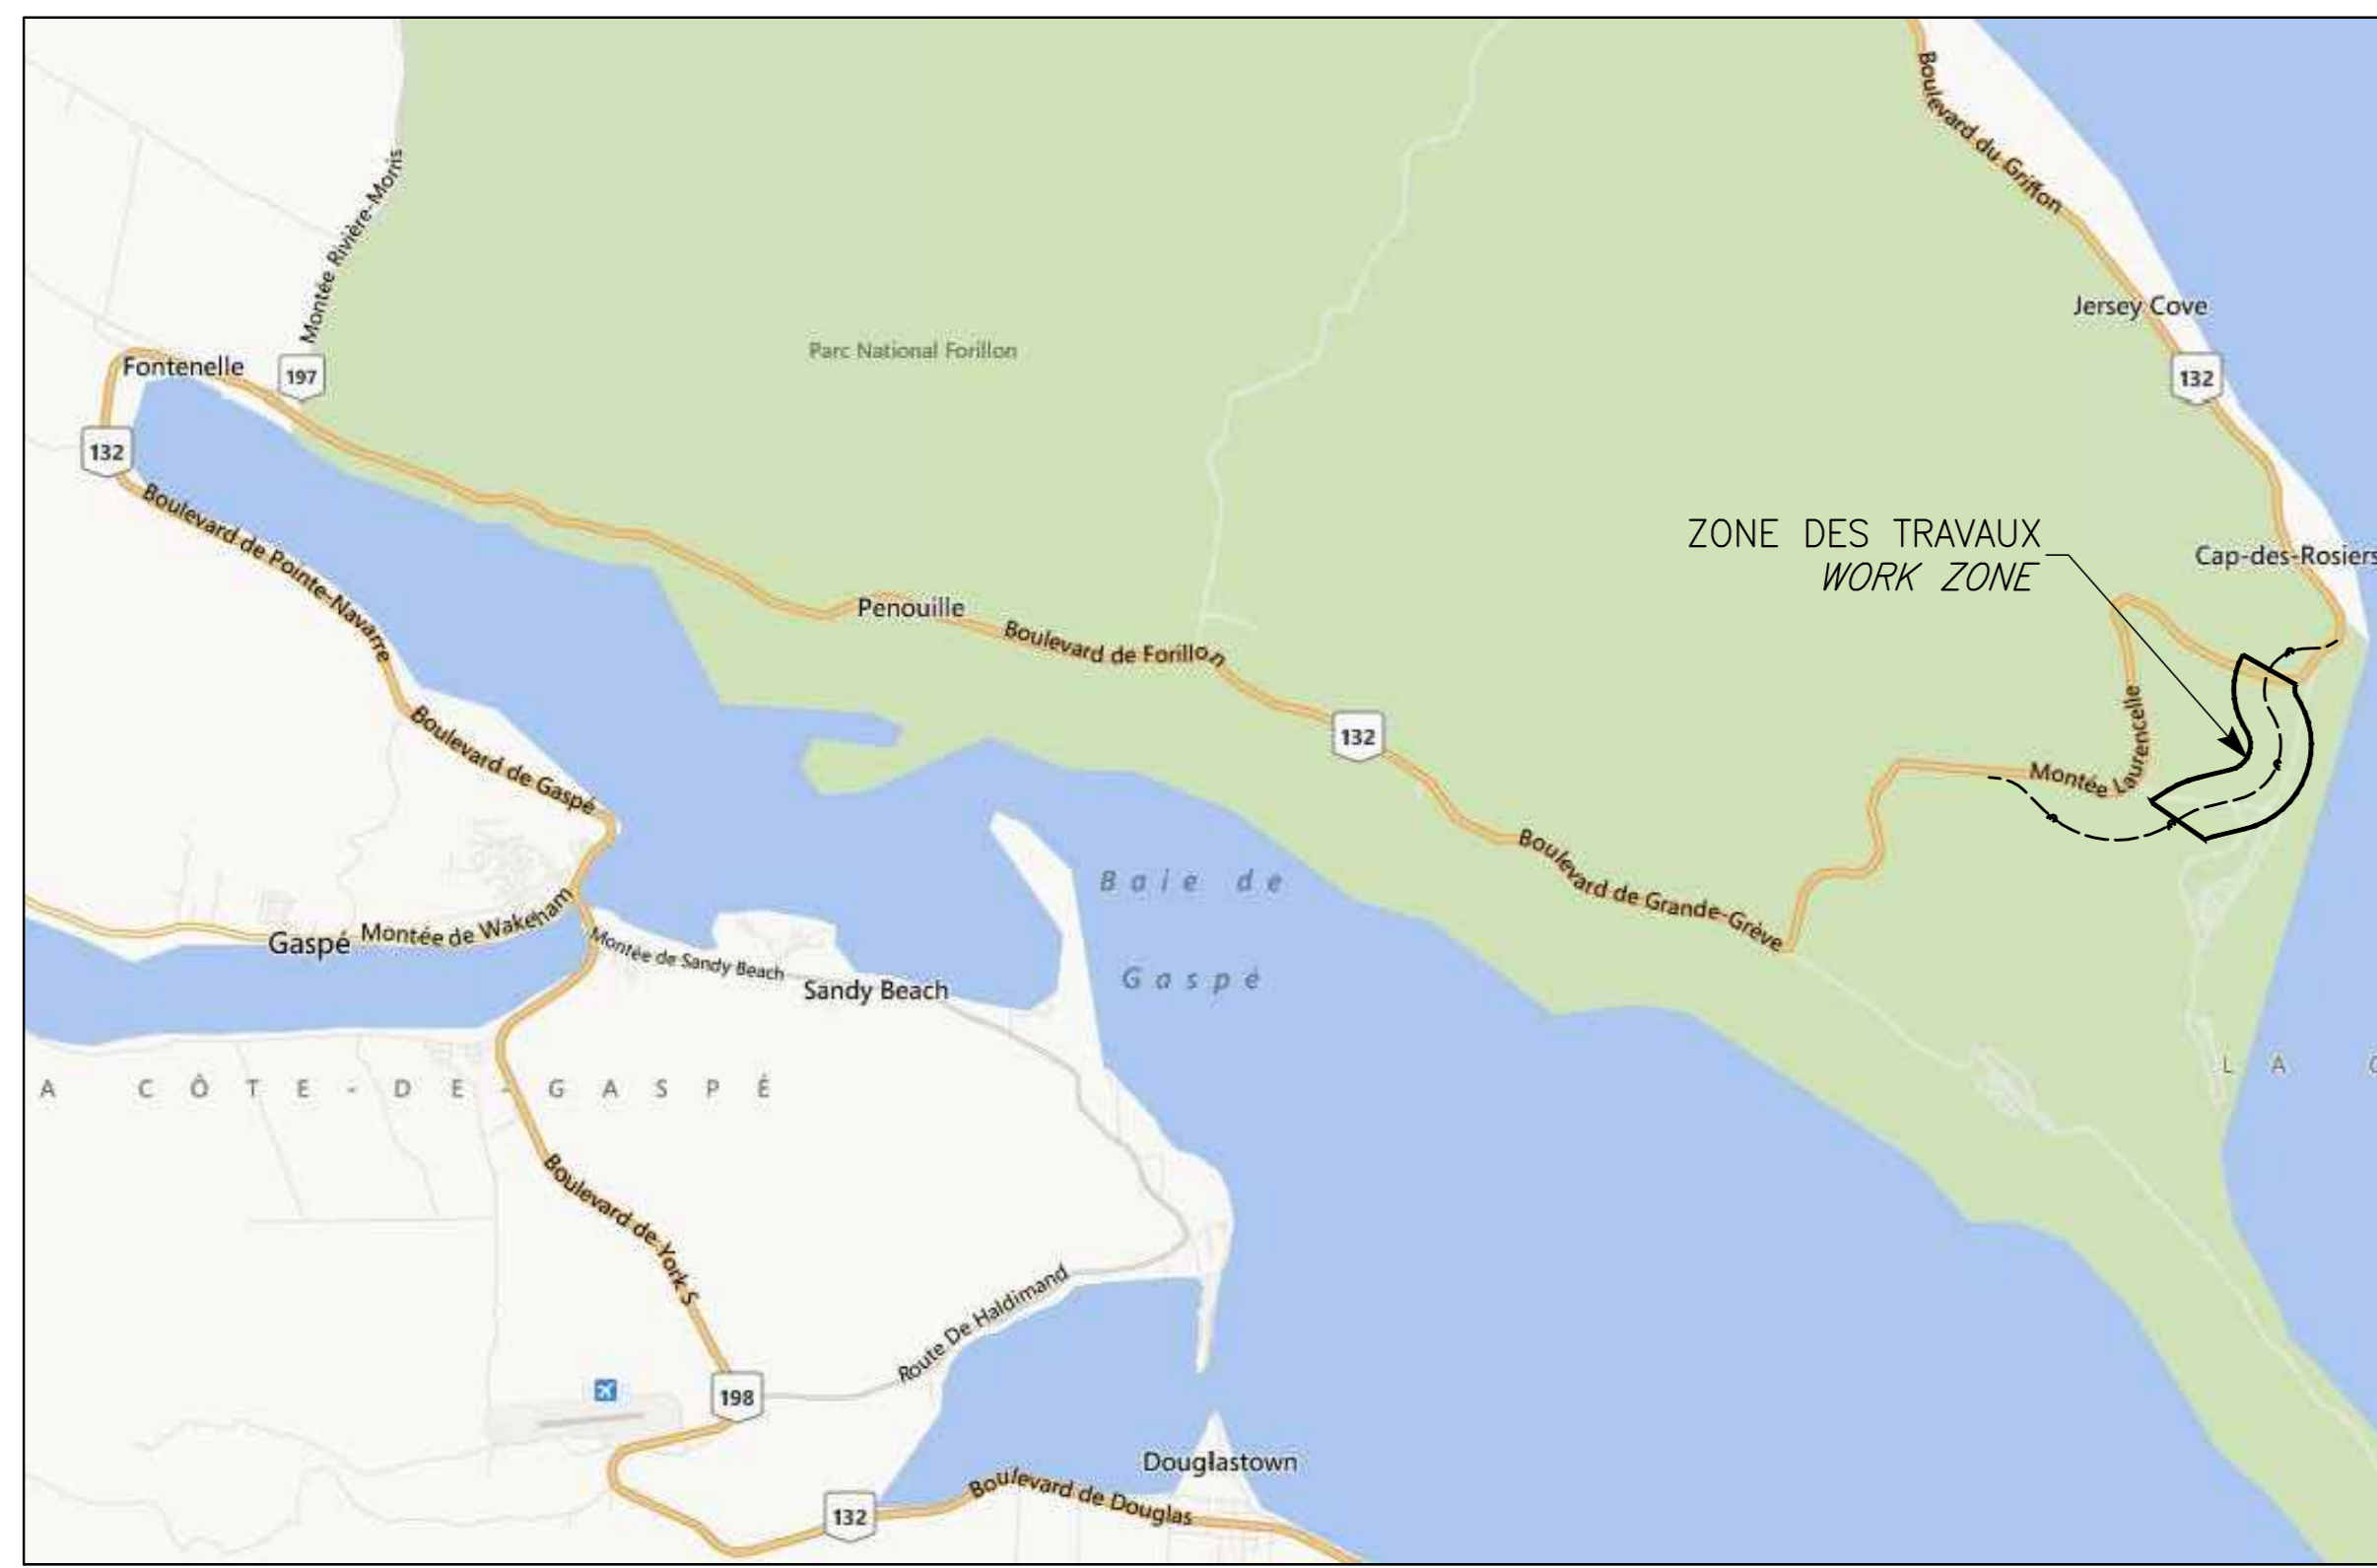 Boulevard du Griffon
Montée Rivière-Morris
Jersey Cove
Parc National Forillon
Fontenelle
197
132
132
Boulevard de Pointe-Navarre
ZONE DES TRAVAUX
WORK ZONE
Cap-des-Rosiers
Penouille
Boulevard de Forillon
132
Boulevard de Gaspé
Montée Laurencelle
Boulevard de Grande-Grève
Baie de
Gaspé
Gaspé
Montée de Wakeham
Montée de Sandy Beach
Sandy Beach
A CÔTE-DE-GASPÉ
L A
Boulevard de York S
Route De Haldimand
198
Douglastown
Boulevard de Douglas
132